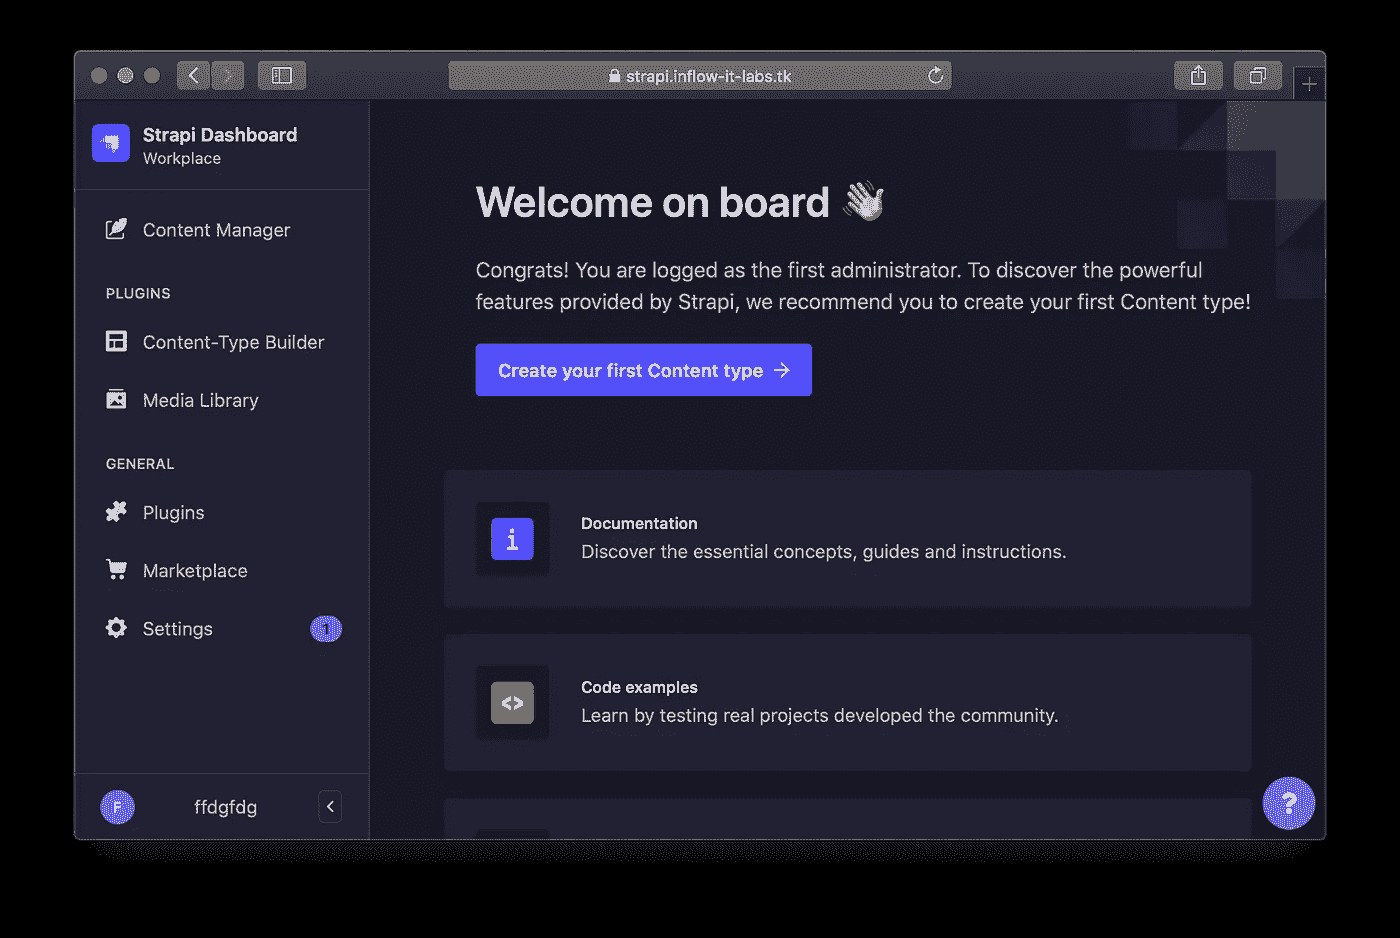 strapi.inflow-it-labs.tk
Strapi Dashboard
Workplace
Content Manager
PLUGINS
Content-Type Builder
Media Library
GENERAL
Plugins
Marketplace
Settings
1
F
ffdgfdg
Welcome on board
Congrats! You are logged as the first administrator. To discover the powerful
features provided by Strapi, we recommend you to create your first Content type!
Create your first Content type →
i
Documentation
Discover the essential concepts, guides and instructions.
<>
Code examples
Learn by testing real projects developed the community.
?